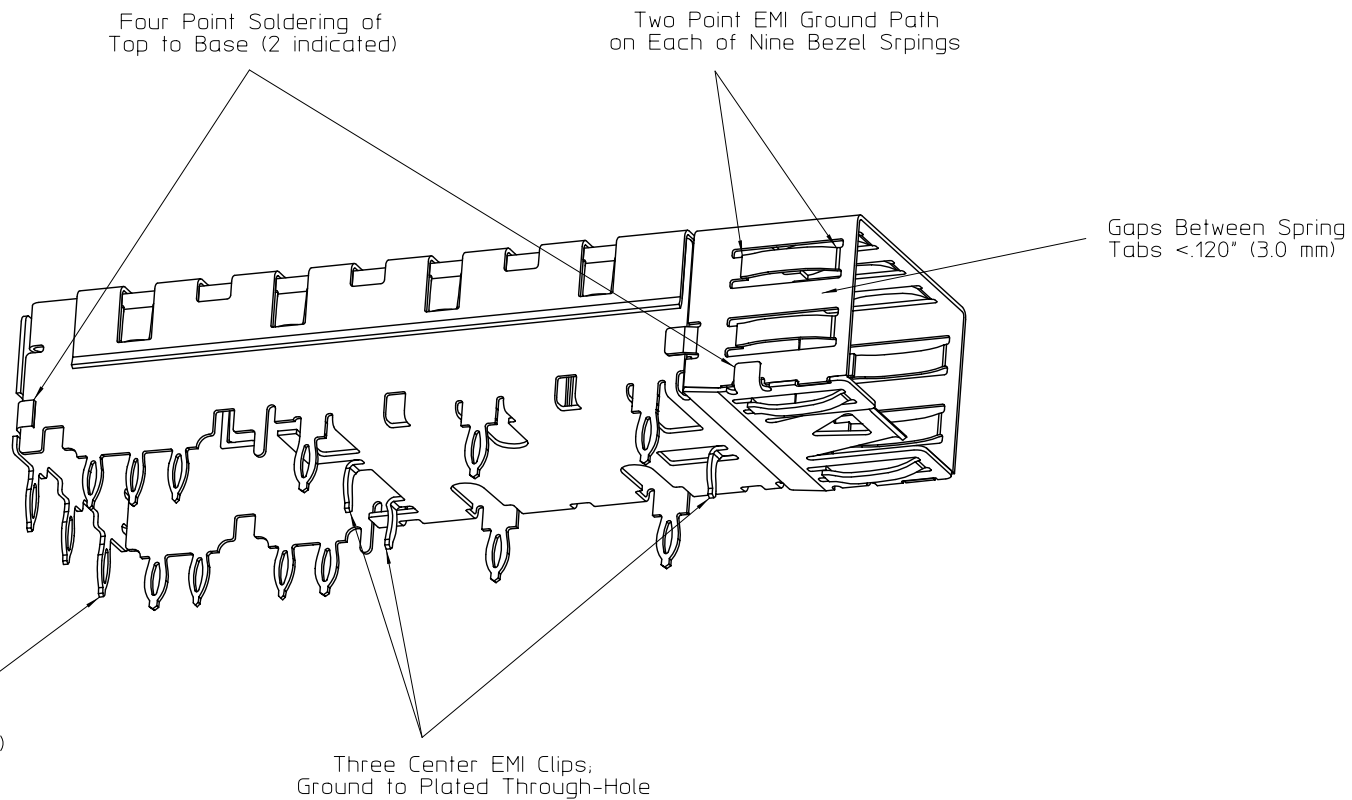 Four Point Soldering of
Top to Base (2 indicated)
Two Point EMI Ground Path
on Each of Nine Bezel Srpings
Gaps Between Spring
Tabs <.120" (3.0 mm)
)
Three Center EMI Clips;
Ground to Plated Through-Hole